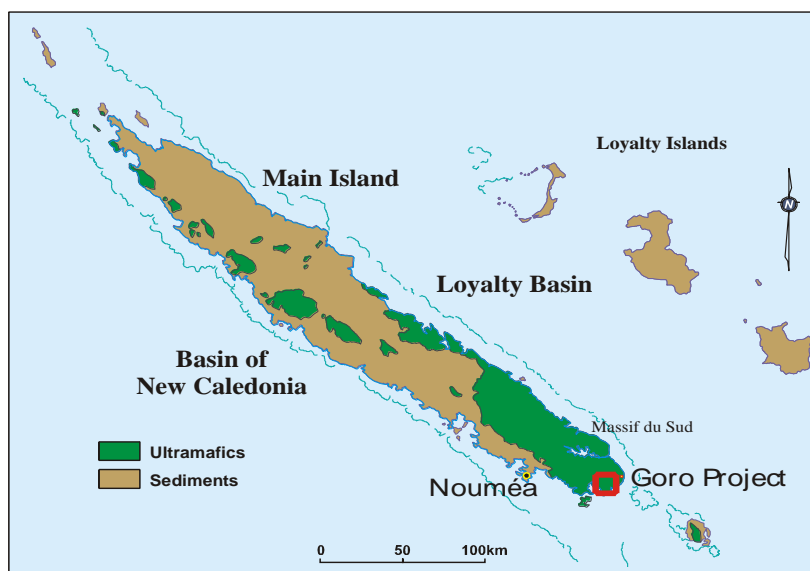 Loyalty Islands
Main Island
N
Loyalty Basin
Basin of
New Caledonia
Massif du Sud
Ultramafics
Sediments
Nouméa
Goro Project
0 50 100km